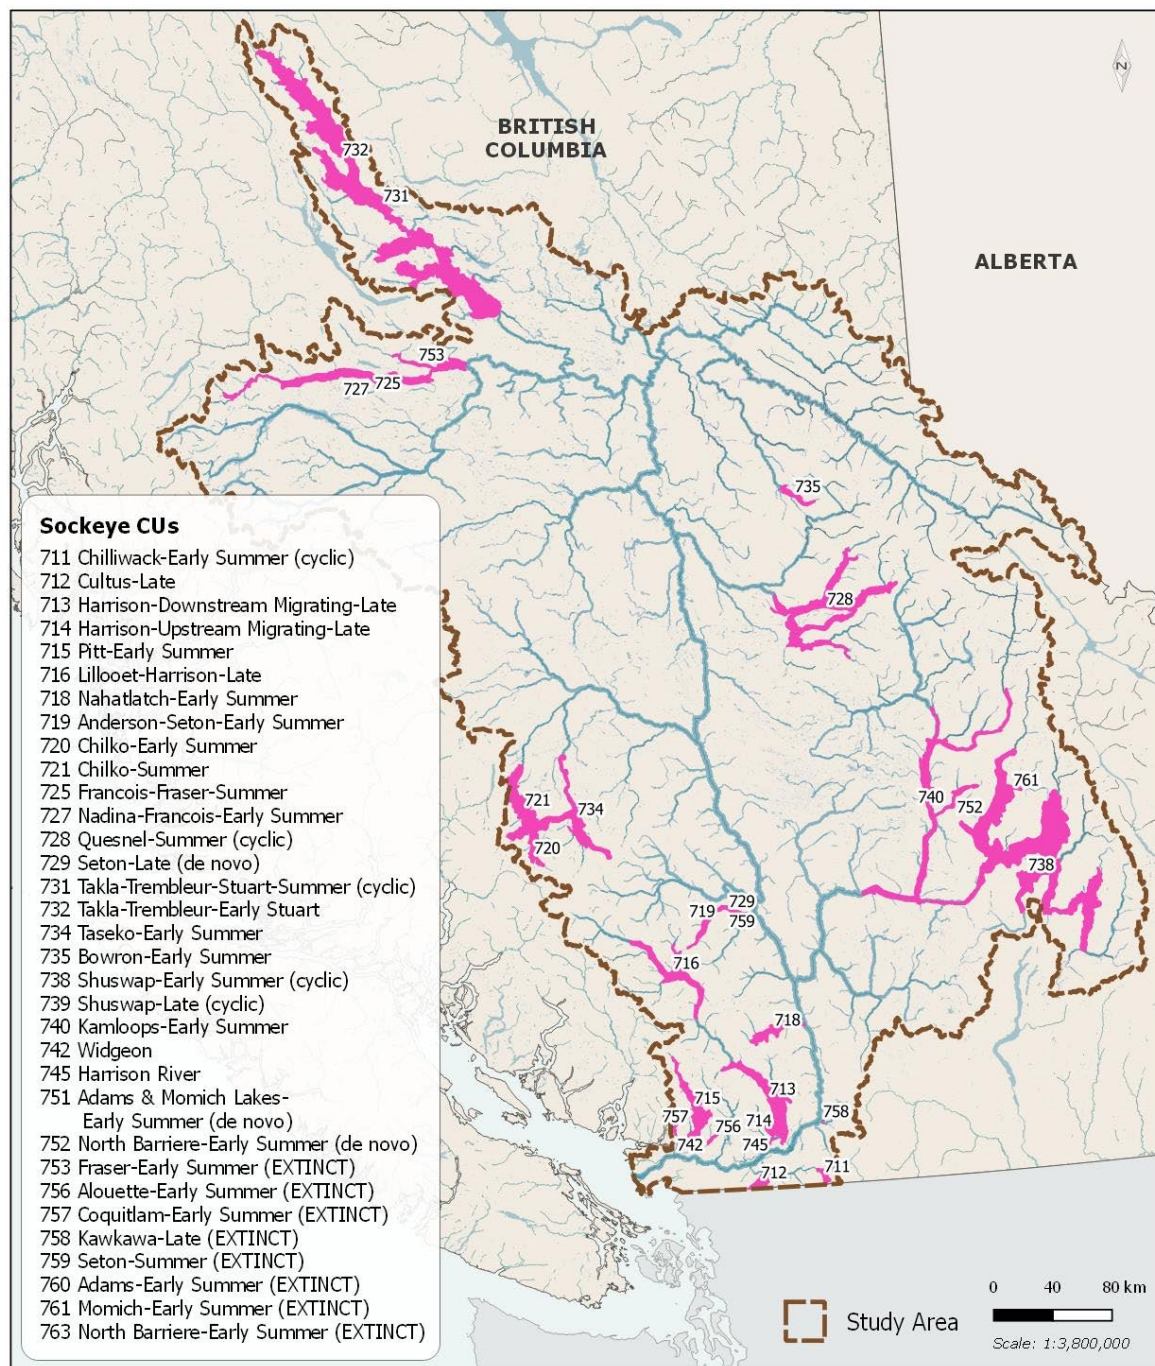 BRITISH
COLUMBIA
N
ALBERTA
732
731
753
727
725
735
728
761
740
752
738
721
734
720
729
719
759
716
718
713
715
757
714
756
758
742
745
712
711
Sockeye CUs
711 Chilliwack-Early Summer (cyclic)
712 Cultus-Late
713 Harrison-Downstream Migrating-Late
714 Harrison-Upstream Migrating-Late
715 Pitt-Early Summer
716 Lillooet-Harrison-Late
718 Nahatlatch-Early Summer
719 Anderson-Seton-Early Summer
720 Chilko-Early Summer
721 Chilko-Summer
725 Francois-Fraser-Summer
727 Nadina-Francois-Early Summer
728 Quesnel-Summer (cyclic)
729 Seton-Late (de novo)
731 Takla-Trembleur-Stuart-Summer (cyclic)
732 Takla-Trembleur-Early Stuart
734 Taseko-Early Summer
735 Bowron-Early Summer
738 Shuswap-Early Summer (cyclic)
739 Shuswap-Late (cyclic)
740 Kamloops-Early Summer
742 Widgeon
745 Harrison River
751 Adams & Momich Lakes-
Early Summer (de novo)
752 North Barriere-Early Summer (de novo)
753 Fraser-Early Summer (EXTINCT)
756 Alouette-Early Summer (EXTINCT)
757 Coquitlam-Early Summer (EXTINCT)
758 Kawkawa-Late (EXTINCT)
759 Seton-Summer (EXTINCT)
760 Adams-Early Summer (EXTINCT)
761 Momich-Early Summer (EXTINCT)
763 North Barriere-Early Summer (EXTINCT)
Study Area
0 40 80 km
Scale: 1:3,800,000